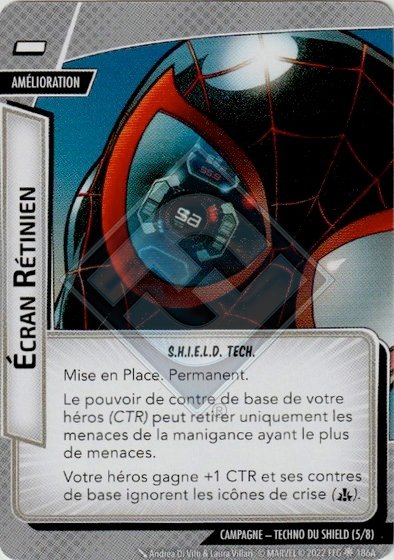 AMÉLIORATION
ÉCRAN RÉTINIEN
S.H.I.E.L.D. TECH.
Mise en Place. Permanent.
Le pouvoir de contre de base de votre
héros (CTR) peut retirer uniquement les
menaces de la manigance ayant le plus
de menaces.
Votre héros gagne +1 CTR et ses contres
de base ignorent les icônes de crise ( ).
CAMPAGNE – TECHNO DU SHIELD (5/8)
Andrea Di Vito & Laura Villari © MARVEL © 2022 FFG 186A